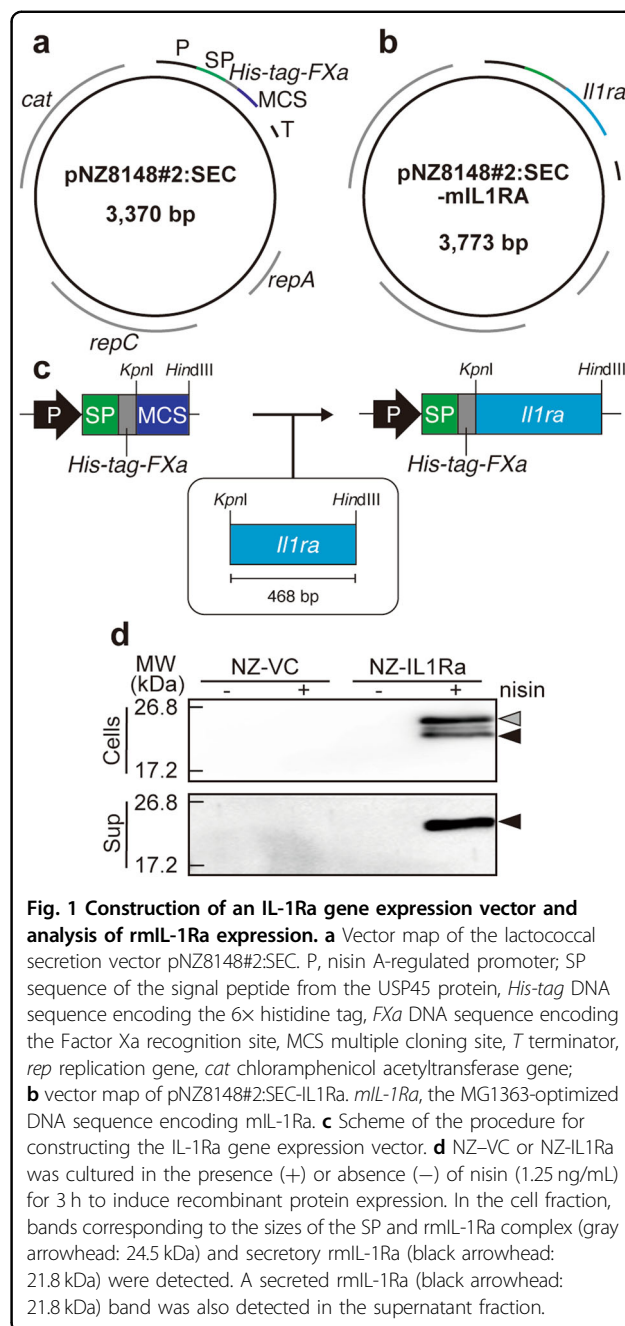 a
P
SP
His-tag-FXa
MCS
T
cat
pNZ8148#2:SEC
3,370 bp
repA
repC
b
Il1ra
pNZ8148#2:SEC
-mIL1RA
3,773 bp
c
KpnI
HindIII
P
SP
MCS
His-tag-FXa
KpnI
HindIII
P
SP
Il1ra
His-tag-FXa
KpnI
HindIII
Il1ra
468 bp
d
MW
(kDa)
NZ-VC
NZ-IL1Ra
- + - + nisin
Cells
26.8
17.2
Sup
26.8
17.2
Fig. 1 Construction of an IL-1Ra gene expression vector and
analysis of rmIL-1Ra expression. a Vector map of the lactococcal
secretion vector pNZ8148#2:SEC. P, nisin A-regulated promoter; SP
sequence of the signal peptide from the USP45 protein, His-tag DNA
sequence encoding the 6× histidine tag, FXa DNA sequence encoding
the Factor Xa recognition site, MCS multiple cloning site, T terminator,
rep replication gene, cat chloramphenicol acetyltransferase gene;
b vector map of pNZ8148#2:SEC-IL1Ra. mIL-1Ra, the MG1363-optimized
DNA sequence encoding mIL-1Ra. c Scheme of the procedure for
constructing the IL-1Ra gene expression vector. d NZ–VC or NZ-IL1Ra
was cultured in the presence (+) or absence (−) of nisin (1.25 ng/mL)
for 3 h to induce recombinant protein expression. In the cell fraction,
bands corresponding to the sizes of the SP and rmIL-1Ra complex (gray
arrowhead: 24.5 kDa) and secretory rmIL-1Ra (black arrowhead:
21.8 kDa) were detected. A secreted rmIL-1Ra (black arrowhead:
21.8 kDa) band was also detected in the supernatant fraction.